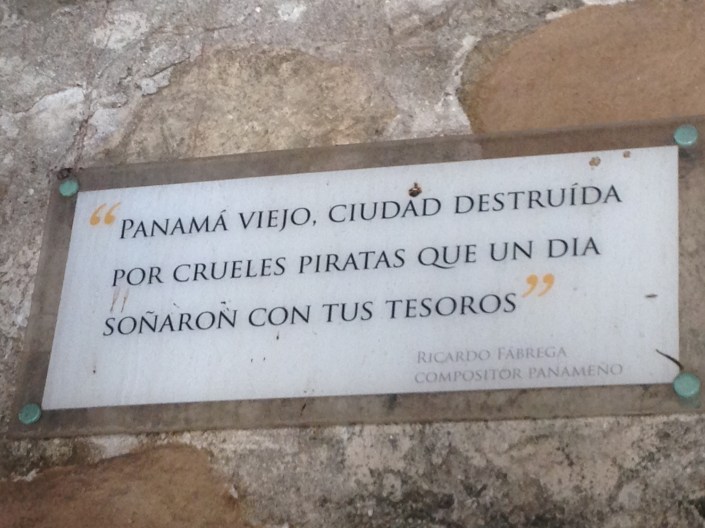 “PANAMÁ VIEJO, CIUDAD DESTRUÍDA
POR CRUELES PIRATAS QUE UN DIA
SOÑARON CON TUS TESOROS”
RICARDO FÁBREGA
COMPOSITOR PANAMEÑO